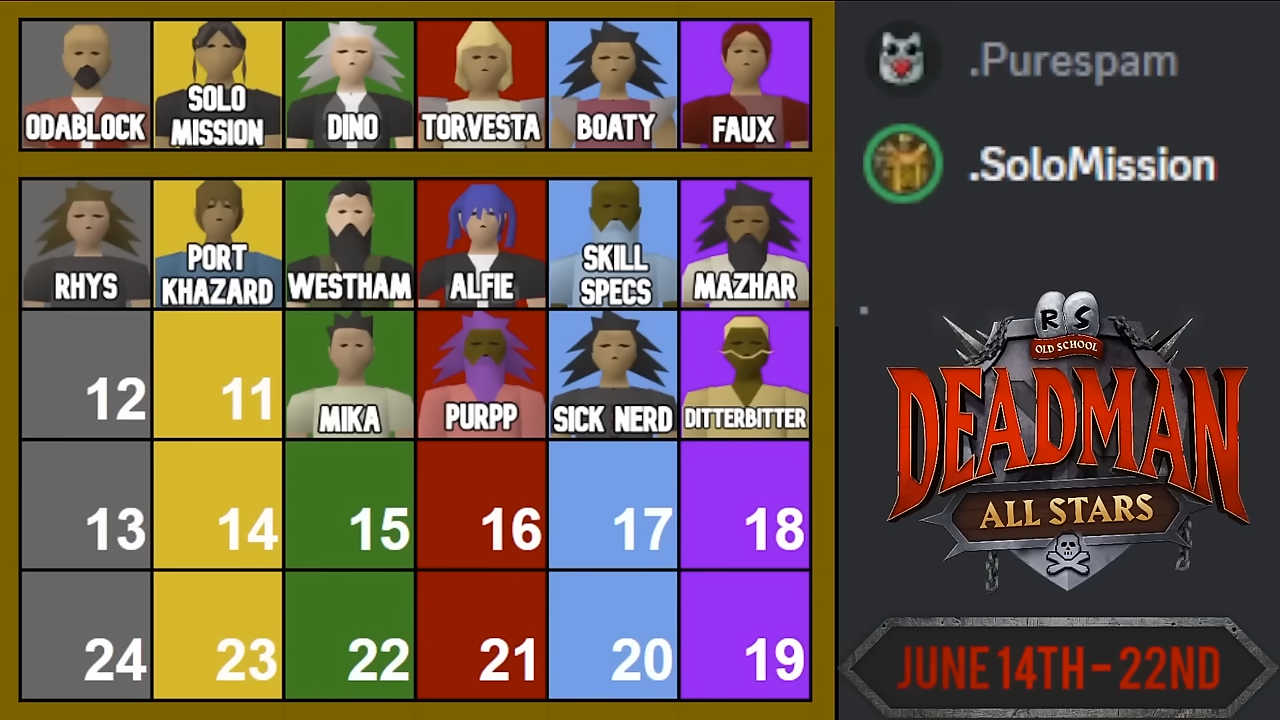 ODABLOCK
SOLO
MISSION
DINO
TORVESTA
BOATY
FAUX
RHYS
PORT
KHAZARD
WESTHAM
ALFIE
SKILL
SPECS
MAZHAR
12
11
MIKA
PURPP
SICK NERD
DITTERBITTER
13
14
15
16
17
18
24
23
22
21
20
19
.Purespam
.SoloMission
RS
OLD SCHOOL
DEADMAN
ALL STARS
JUNE 14TH - 22ND